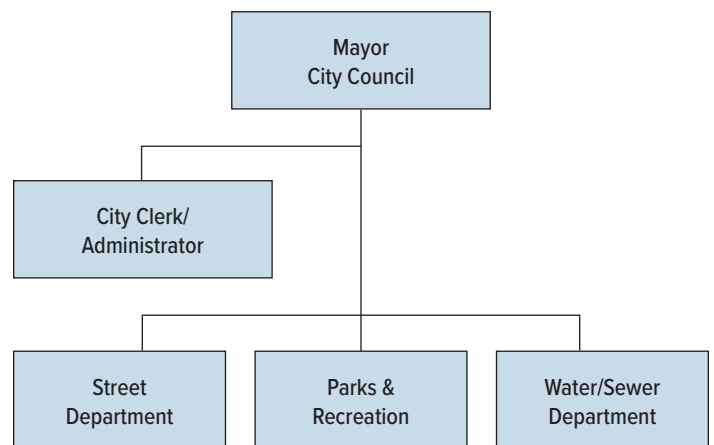 Mayor
City Council
City Clerk/
Administrator
Street
Department
Parks &
Recreation
Water/Sewer
Department